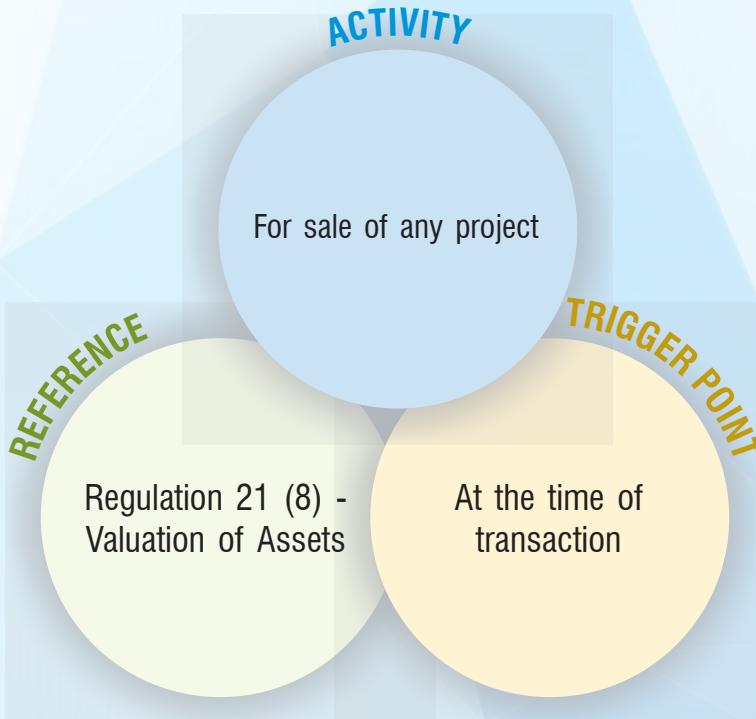 ACTIVITY
For sale of any project
REFERENCE
Regulation 21 (8) -
Valuation of Assets
TRIGGER POINT
At the time of
transaction